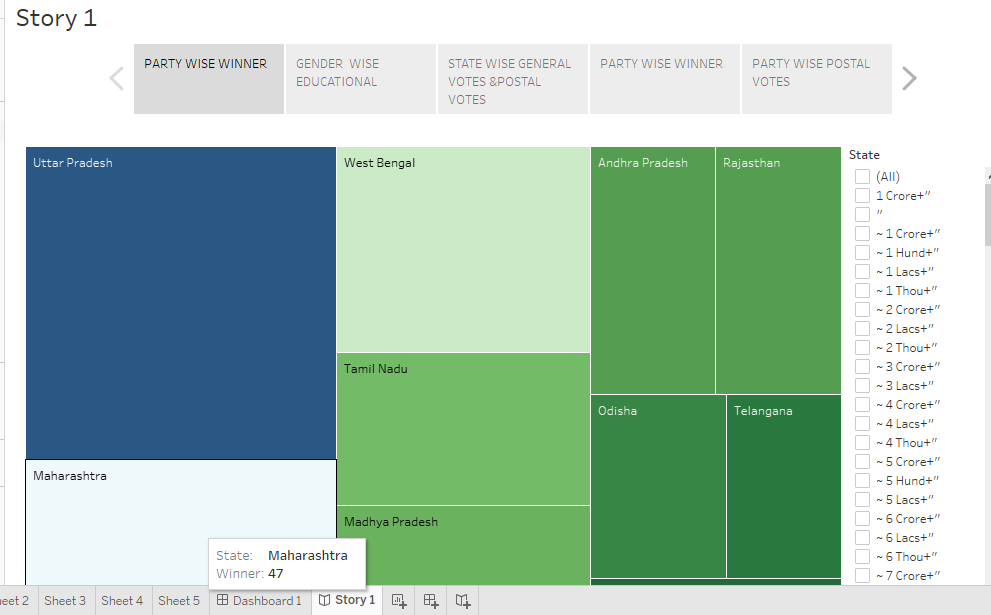 Story 1
PARTY WISE WINNER
GENDER WISE
EDUCATIONAL
STATE WISE GENERAL
VOTES &POSTAL
VOTES
PARTY WISE WINNER
PARTY WISE POSTAL
VOTES
Uttar Pradesh
West Bengal
Andhra Pradesh
Rajasthan
Tamil Nadu
Odisha
Telangana
Maharashtra
Madhya Pradesh
State: Maharashtra
Winner: 47
State
(All)
1 Crore+"
"
~ 1 Crore+"
~ 1 Hund+"
~ 1 Lacs+"
~ 1 Thou+"
~ 2 Crore+"
~ 2 Lacs+"
~ 2 Thou+"
~ 3 Crore+"
~ 3 Lacs+"
~ 4 Crore+"
~ 4 Lacs+"
~ 4 Thou+"
~ 5 Crore+"
~ 5 Hund+"
~ 5 Lacs+"
~ 6 Crore+"
~ 6 Lacs+"
~ 6 Thou+"
~ 7 Crore+"
eet 2 Sheet 3 Sheet 4 Sheet 5 Dashboard 1 Story 1